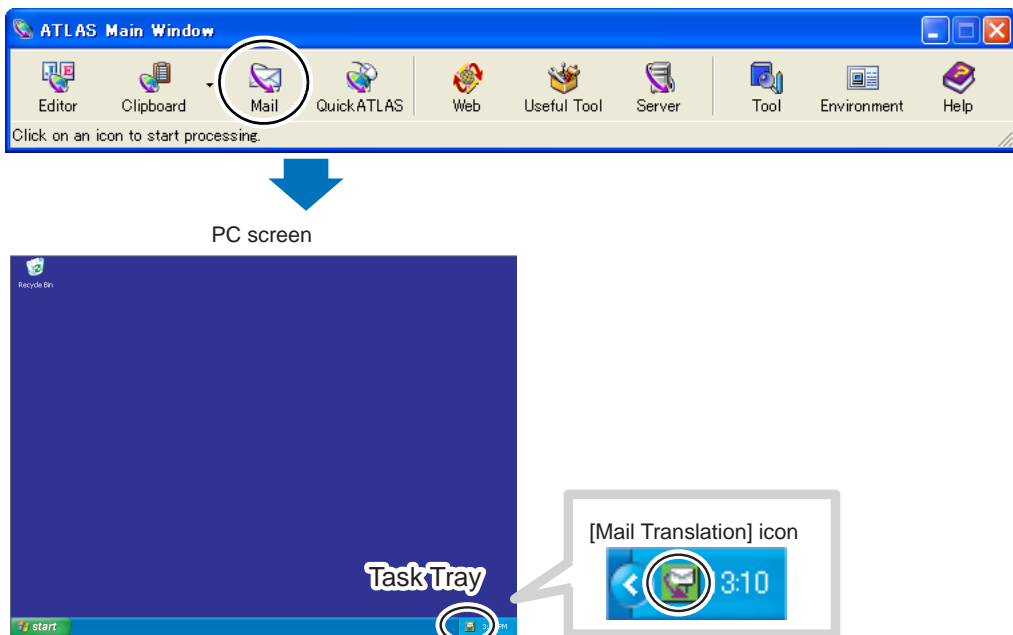 ATLAS Main Window
Editor Clipboard Mail QuickATLAS Web Useful Tool Server Tool Environment Help
Click on an icon to start processing.
PC screen
Recycle Bin
[Mail Translation] icon
3:10
Task Tray
start